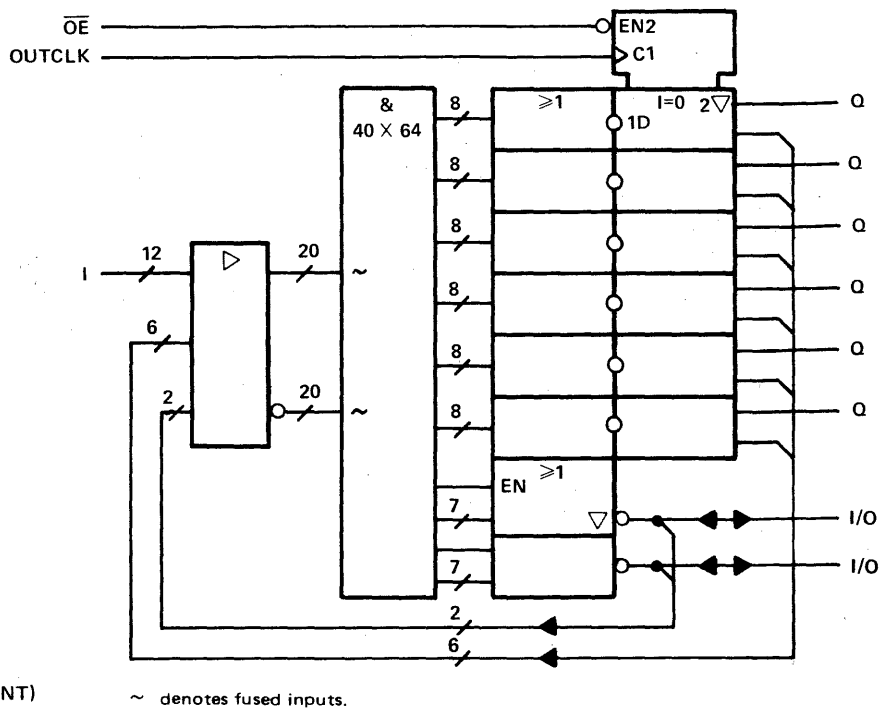 OE EN2
OUTCLK C1
& 8 ≥1 I=0 2▽ Q
40 X 64 1D
8 Q
8 Q
12 ▷ 20
I ~
8 Q
6
8 Q
2 20
~ 8 Q
EN ≥1
7 ▽ I/O
7 I/O
2
6
NT) ~ denotes fused inputs.